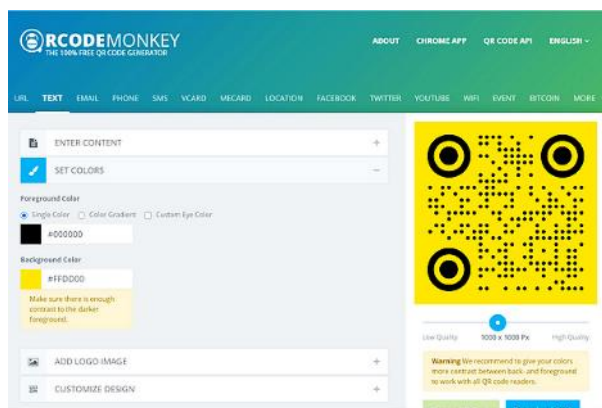 QRCODEMONKEY
THE 100% FREE QR CODE GENERATOR
ABOUT CHROME APP QR CODE API ENGLISH
URL TEXT EMAIL PHONE SMS VCARD MECARD LOCATION FACEBOOK TWITTER YOUTUBE WIFI EVENT BITCOIN MORE
ENTER CONTENT +
SET COLORS −
Foreground Color
Single Color Color Gradient Custom Eye Color
#000000
Background Color
#FFDD00
Make sure there is enough
contrast to the darker
foreground.
ADD LOGO IMAGE +
CUSTOMIZE DESIGN +
Low Quality 1000 x 1000 Px High Quality
Warning We recommend to give your colors
more contrast between back- and foreground
to work with all QR code readers.